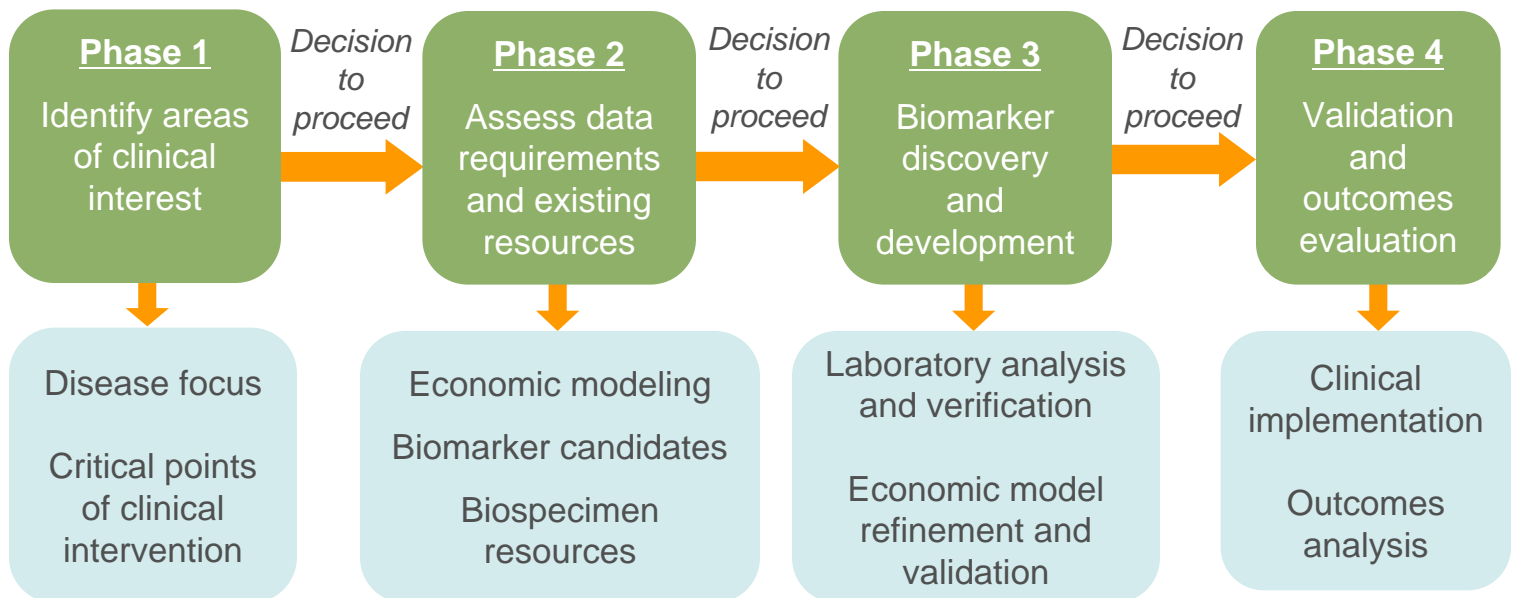 Phase 1
Identify areas
of clinical
interest
Decision
to
proceed
Phase 2
Assess data
requirements
and existing
resources
Decision
to
proceed
Phase 3
Biomarker
discovery
and
development
Decision
to
proceed
Phase 4
Validation
and
outcomes
evaluation
Disease focus
Critical points
of clinical
intervention
Economic modeling
Biomarker candidates
Biospecimen
resources
Laboratory analysis
and verification
Economic model
refinement and
validation
Clinical
implementation
Outcomes
analysis